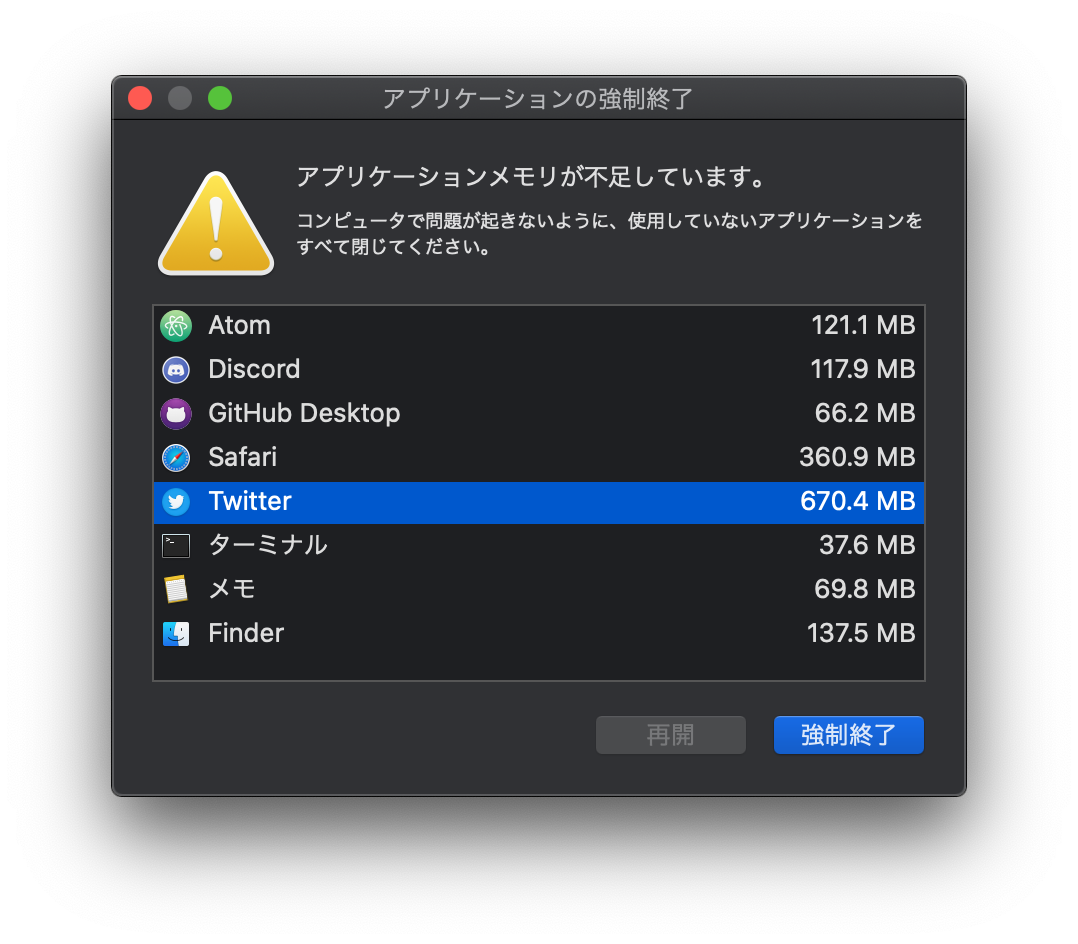 アプリケーションの強制終了
アプリケーションメモリが不足しています。
コンピュータで問題が起きないように、使用していないアプリケーションを
すべて閉じてください。
Atom 121.1 MB
Discord 117.9 MB
GitHub Desktop 66.2 MB
Safari 360.9 MB
Twitter 670.4 MB
ターミナル 37.6 MB
メモ 69.8 MB
Finder 137.5 MB
再開 強制終了